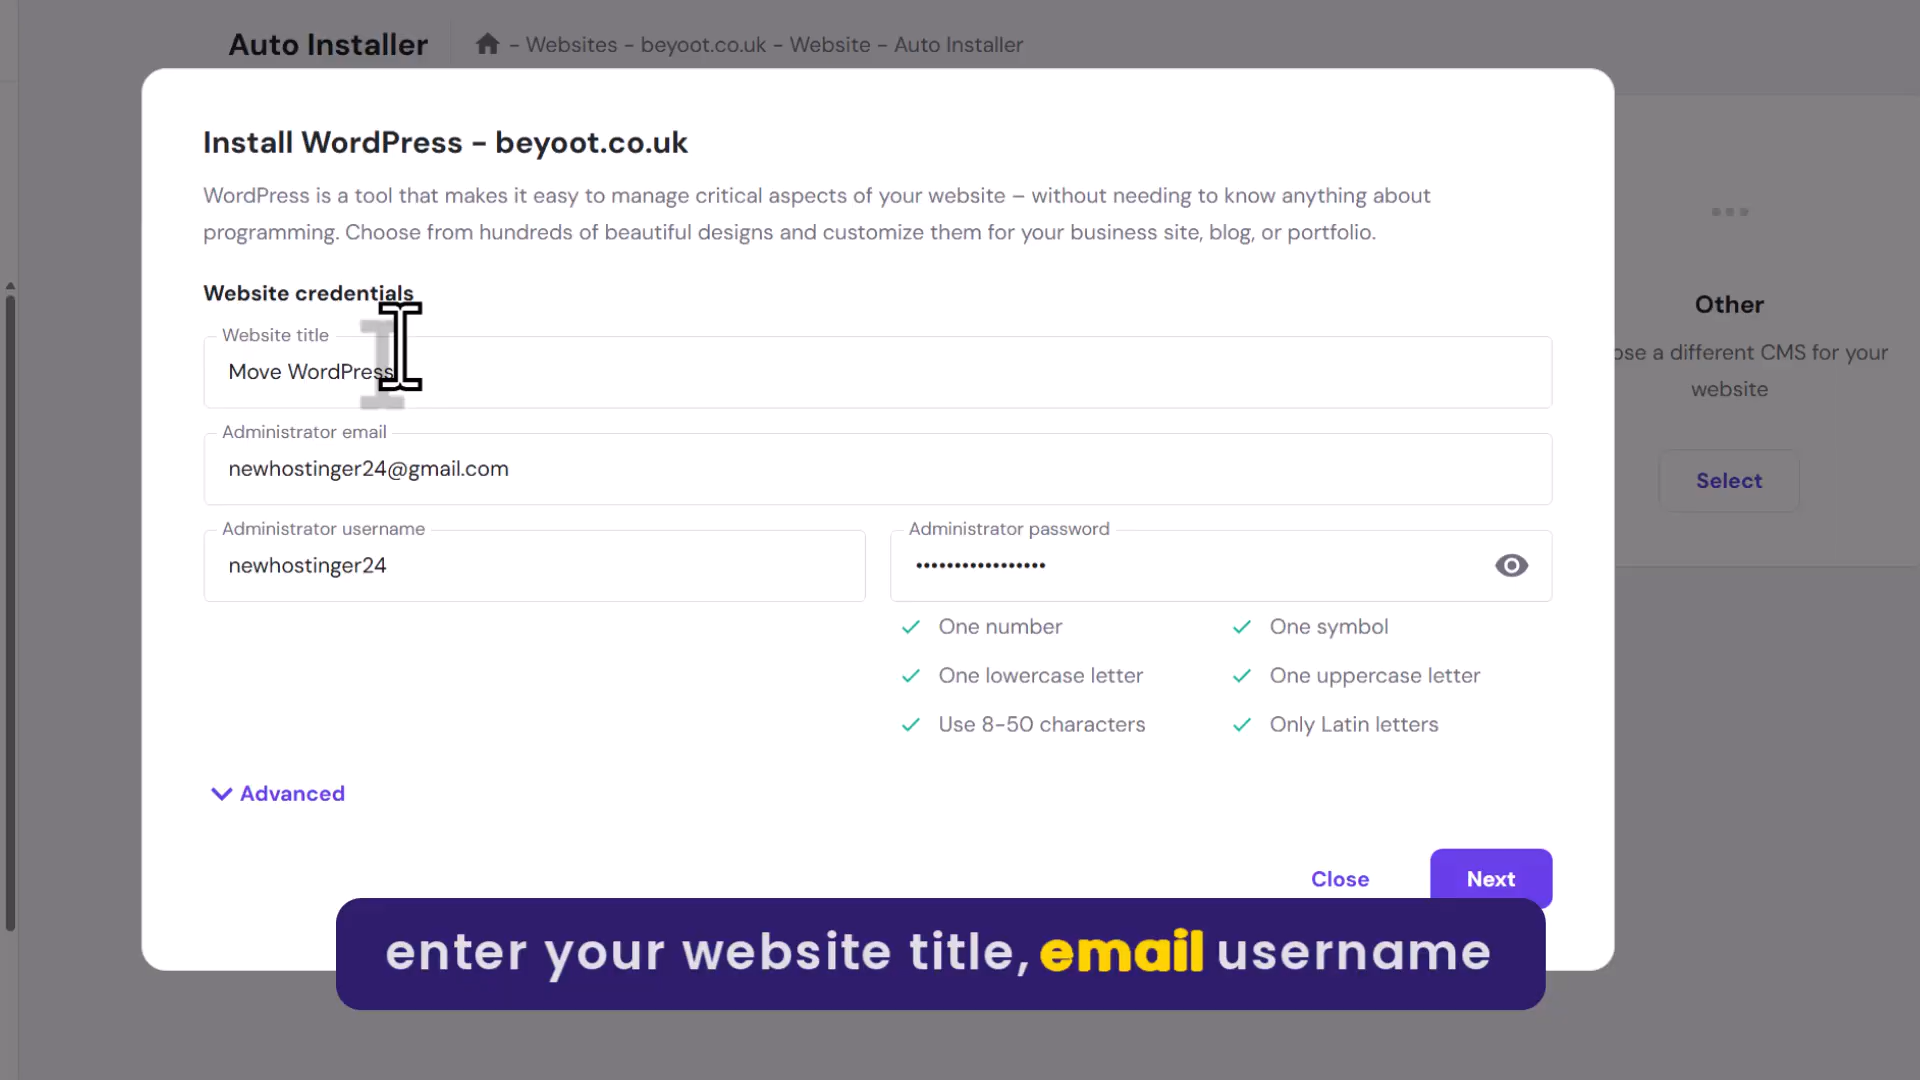 Auto Installer
- Websites - beyoot.co.uk - Website - Auto Installer
Install WordPress - beyoot.co.uk
WordPress is a tool that makes it easy to manage critical aspects of your website – without needing to know anything about
programming. Choose from hundreds of beautiful designs and customize them for your business site, blog, or portfolio.
Website credentials
Website title
Move WordPress
Administrator email
newhostinger24@gmail.com
Administrator username
newhostinger24
Administrator password
•••••••••••••••••
One number
One symbol
One lowercase letter
One uppercase letter
Use 8-50 characters
Only Latin letters
Advanced
Close
Next
Other
a different CMS for your
website
Select
enter your website title, email username